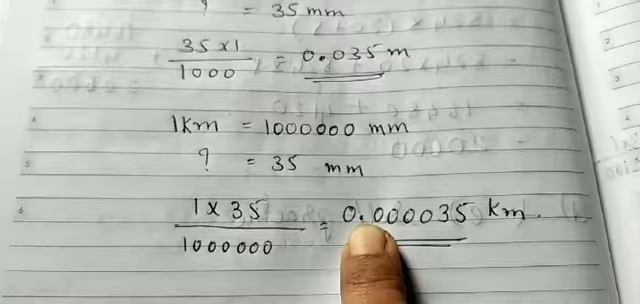 ? = 35 mm
35 x 1 / 1000 = 0.035 m
1 Km = 1000000 mm
? = 35 mm
1 x 35 / 1000000 = 0.000035 Km.